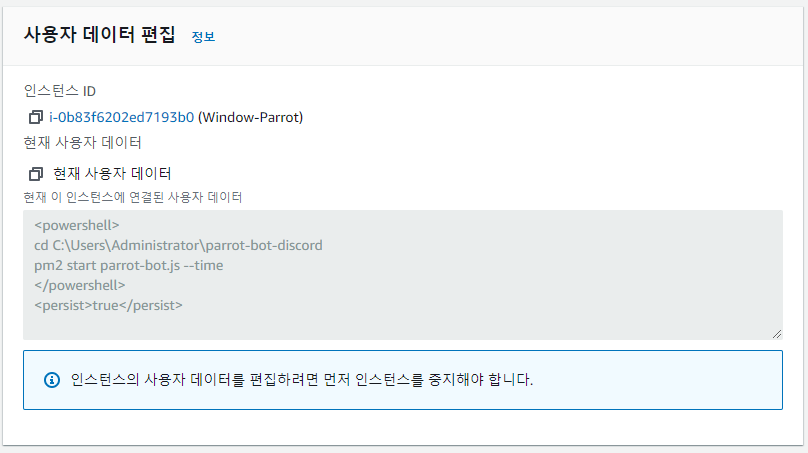 사용자 데이터 편집 정보
인스턴스 ID
i-0b83f6202ed7193b0 (Window-Parrot)
현재 사용자 데이터
현재 사용자 데이터
현재 이 인스턴스에 연결된 사용자 데이터
<powershell>
cd C:\Users\Administrator\parrot-bot-discord
pm2 start parrot-bot.js --time
</powershell>
<persist>true</persist>
인스턴스의 사용자 데이터를 편집하려면 먼저 인스턴스를 중지해야 합니다.